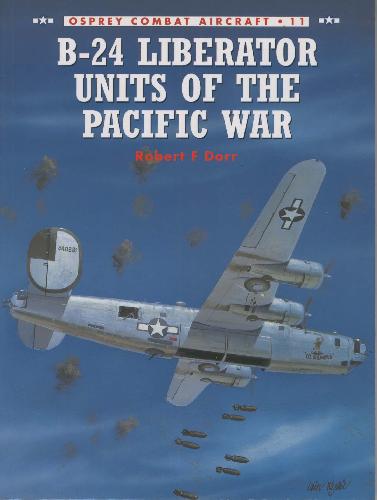 OSPREY COMBAT AIRCRAFT • 11
B-24 LIBERATOR
UNITS OF THE
PACIFIC WAR
Robert F Dorr